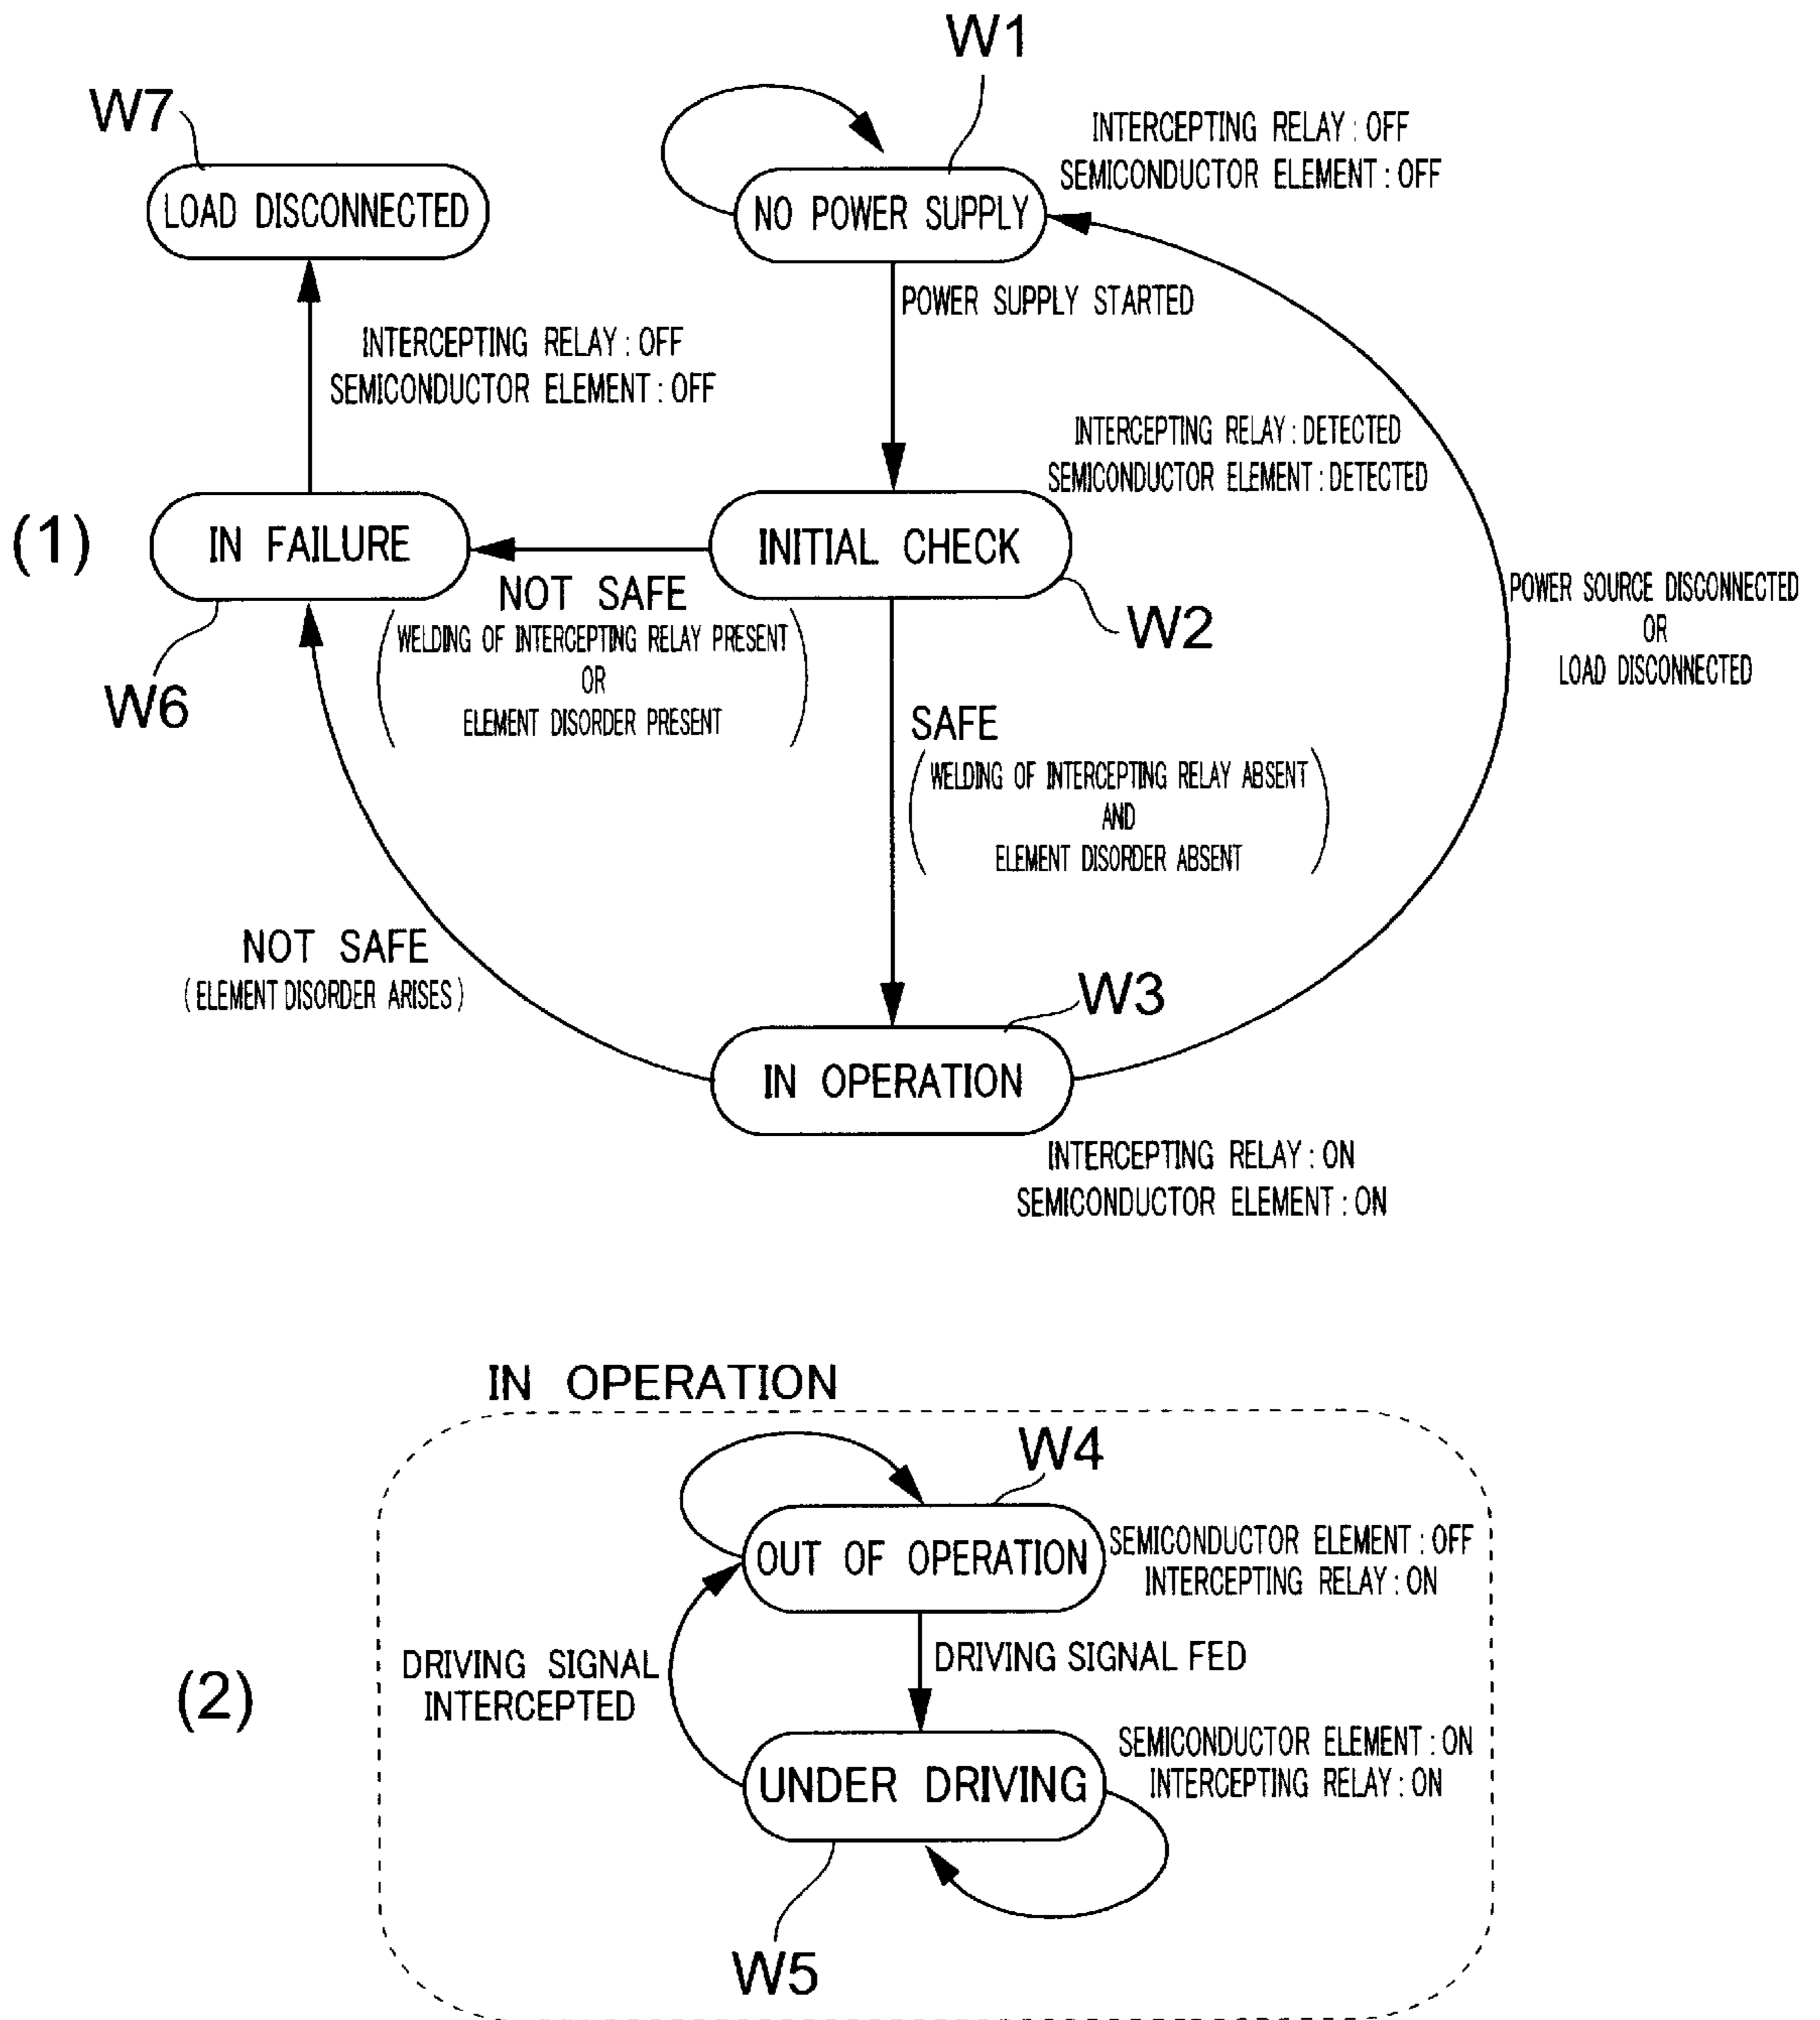 W1
W7
INTERCEPTING RELAY : OFF
SEMICONDUCTOR ELEMENT : OFF
LOAD DISCONNECTED
NO POWER SUPPLY
POWER SUPPLY STARTED
INTERCEPTING RELAY : OFF
SEMICONDUCTOR ELEMENT : OFF
INTERCEPTING RELAY : DETECTED
SEMICONDUCTOR ELEMENT : DETECTED
(1)
IN FAILURE
INITIAL CHECK
NOT SAFE
(WELDING OF INTERCEPTING RELAY PRESENT
OR
ELEMENT DISORDER PRESENT)
W2
POWER SOURCE DISCONNECTED
OR
LOAD DISCONNECTED
W6
SAFE
(WELDING OF INTERCEPTING RELAY ABSENT
AND
ELEMENT DISORDER ABSENT)
NOT SAFE
(ELEMENT DISORDER ARISES)
W3
IN OPERATION
INTERCEPTING RELAY : ON
SEMICONDUCTOR ELEMENT : ON
IN OPERATION
W4
OUT OF OPERATION
SEMICONDUCTOR ELEMENT : OFF
INTERCEPTING RELAY : ON
DRIVING SIGNAL
INTERCEPTED
DRIVING SIGNAL FED
(2)
UNDER DRIVING
SEMICONDUCTOR ELEMENT : ON
INTERCEPTING RELAY : ON
W5